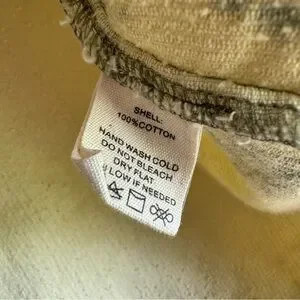 SHELL:
100%COTTON
HAND WASH COLD
DO NOT BLEACH
DRY FLAT
I LOW IF NEEDED